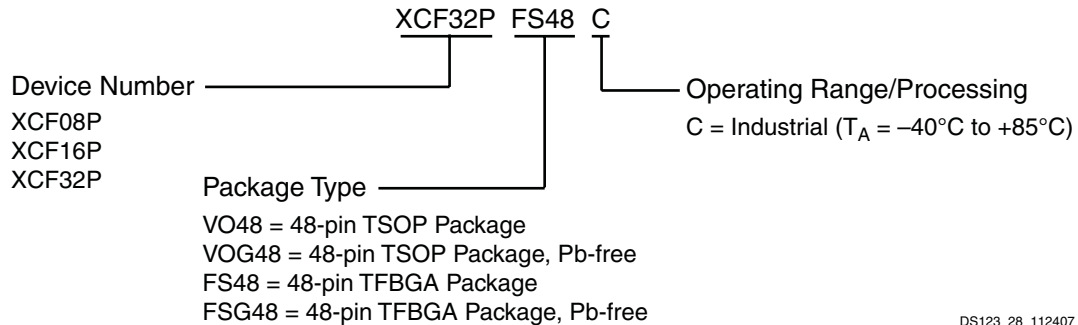 XCF32P FS48 C
Device Number
XCF08P
XCF16P
XCF32P
Operating Range/Processing
C = Industrial (TA = –40°C to +85°C)
Package Type
VO48 = 48-pin TSOP Package
VOG48 = 48-pin TSOP Package, Pb-free
FS48 = 48-pin TFBGA Package
FSG48 = 48-pin TFBGA Package, Pb-free
DS123_28_112407